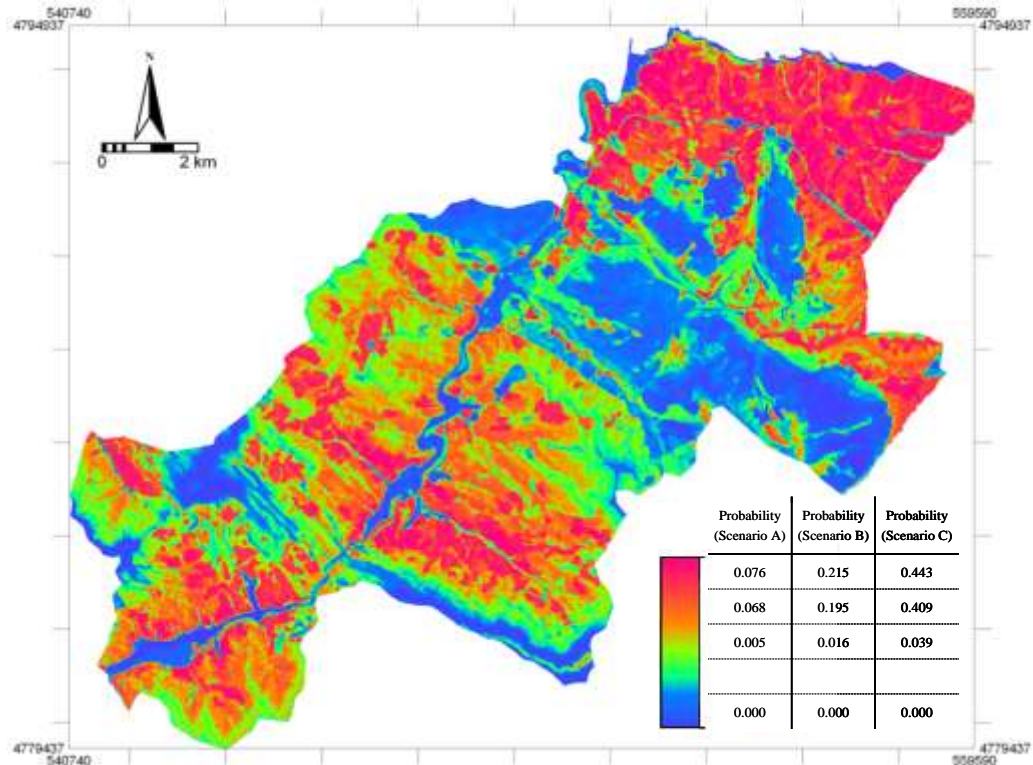 540740 559590
4794937 4794937
N
0 2 km
Probability Probability Probability
(Scenario A) (Scenario B) (Scenario C)
0.076 0.215 0.443
0.068 0.195 0.409
0.005 0.016 0.039
0.000 0.000 0.000
4779437 4779437
540740 559590